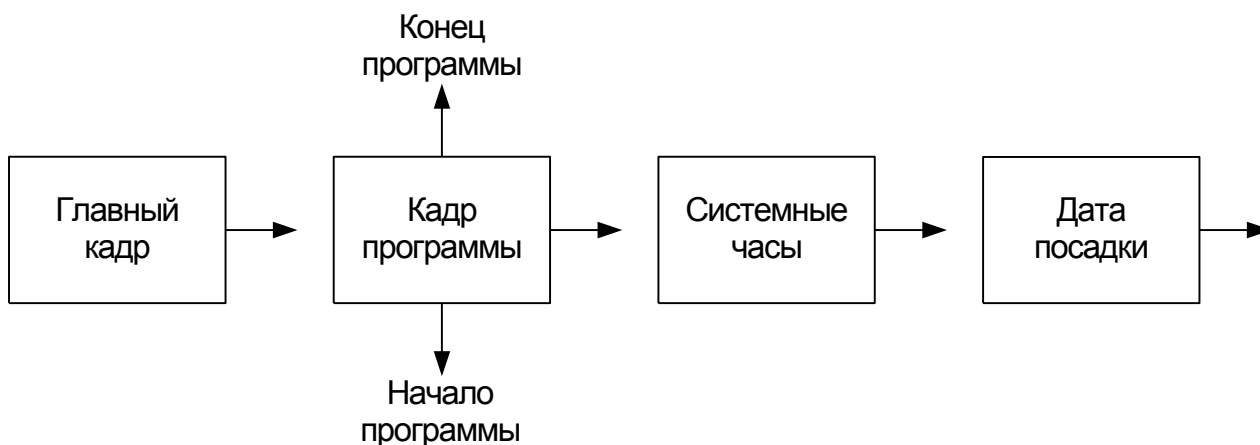 Конец
программы
Главный
кадр
Кадр
программы
Системные
часы
Дата
посадки
Начало
программы